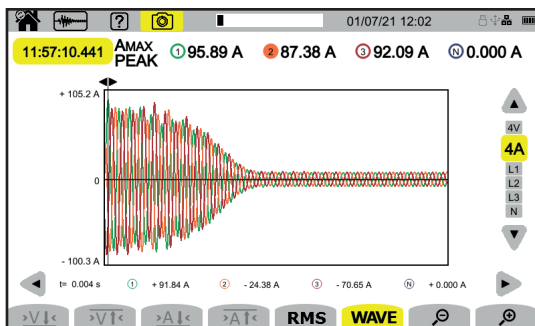 ? 01/07/21 12:02
11:57:10.441 AMAX PEAK 1 95.89 A 2 87.38 A 3 92.09 A N 0.000 A
+ 105.2 A
0
- 100.3 A
4V
4A
L1
L2
L3
N
t= 0.004 s 1 + 91.84 A 2 - 24.38 A 3 - 70.65 A N + 0.000 A
>V↓< >V↑< >A↓< >A↑< RMS WAVE